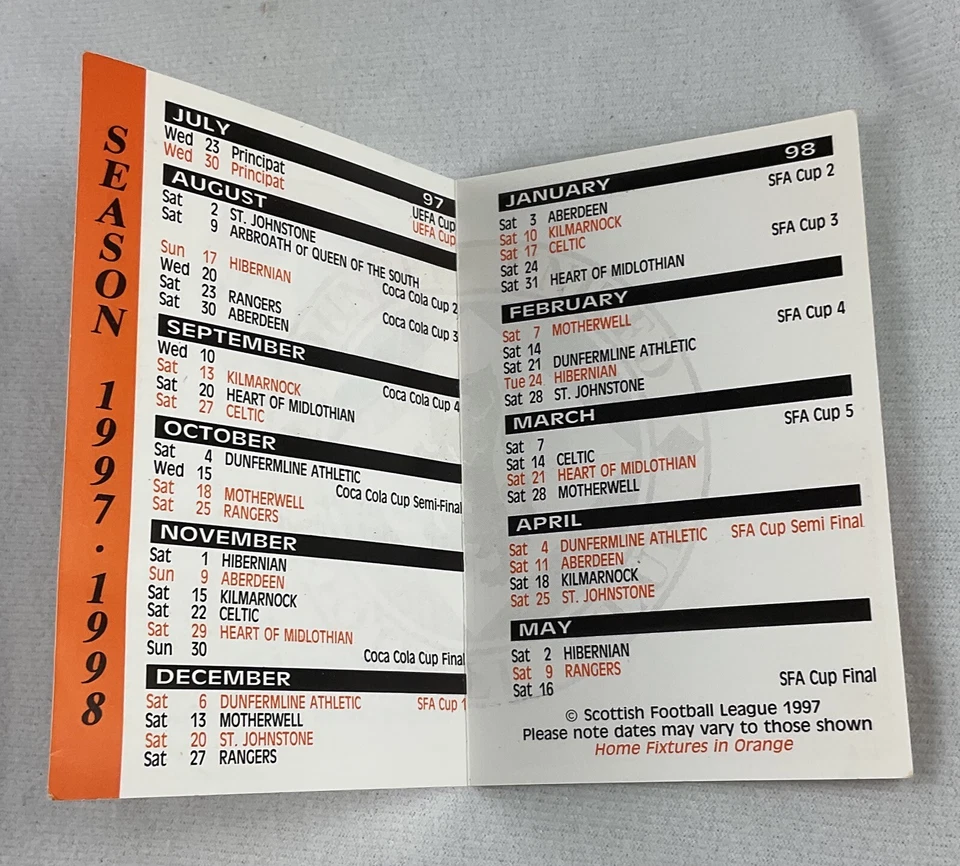 SEASON 1997·1998
JULY 97
Wed 23 Principat UEFA Cup
Wed 30 Principat UEFA Cup
AUGUST
Sat 2 ST. JOHNSTONE
Sat 9 ARBROATH or QUEEN OF THE SOUTH
Coca Cola Cup 2
Sun 17 HIBERNIAN
Wed 20 Coca Cola Cup 3
Sat 23 RANGERS
Sat 30 ABERDEEN
SEPTEMBER
Wed 10 Coca Cola Cup 4
Sat 13 KILMARNOCK
Sat 20 HEART OF MIDLOTHIAN
Sat 27 CELTIC
OCTOBER
Sat 4 DUNFERMLINE ATHLETIC
Wed 15 Coca Cola Cup Semi-Final
Sat 18 MOTHERWELL
Sat 25 RANGERS
NOVEMBER
Sat 1 HIBERNIAN
Sun 9 ABERDEEN
Sat 15 KILMARNOCK
Sat 22 CELTIC
Sat 29 HEART OF MIDLOTHIAN
Sun 30 Coca Cola Cup Final
DECEMBER
Sat 6 DUNFERMLINE ATHLETIC SFA Cup 1
Sat 13 MOTHERWELL
Sat 20 ST. JOHNSTONE
Sat 27 RANGERS
JANUARY 98
Sat 3 ABERDEEN SFA Cup 2
Sat 10 KILMARNOCK
Sat 17 CELTIC
Sat 24 SFA Cup 3
Sat 31 HEART OF MIDLOTHIAN
FEBRUARY
Sat 7 MOTHERWELL
Sat 14 SFA Cup 4
Sat 21 DUNFERMLINE ATHLETIC
Tue 24 HIBERNIAN
Sat 28 ST. JOHNSTONE
MARCH
Sat 7 SFA Cup 5
Sat 14 CELTIC
Sat 21 HEART OF MIDLOTHIAN
Sat 28 MOTHERWELL
APRIL
Sat 4 DUNFERMLINE ATHLETIC SFA Cup Semi Final
Sat 11 ABERDEEN
Sat 18 KILMARNOCK
Sat 25 ST. JOHNSTONE
MAY
Sat 2 HIBERNIAN
Sat 9 RANGERS
Sat 16 SFA Cup Final
© Scottish Football League 1997
Please note dates may vary to those shown
Home Fixtures in Orange